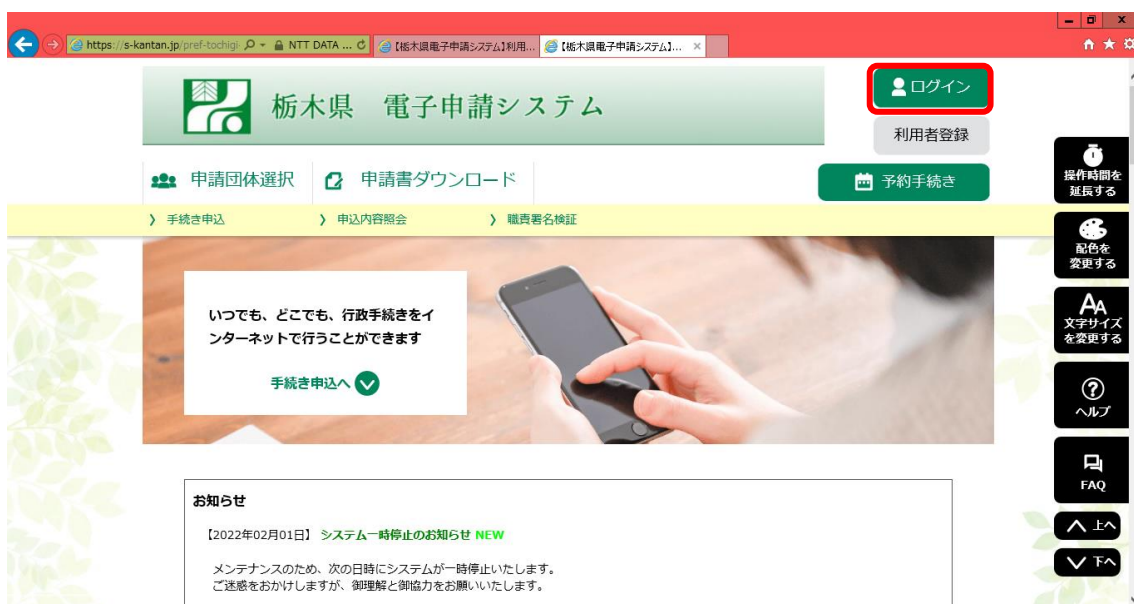 https://s-kantan.jp/pref-tochigi
NTT DATA ...
【栃木県電子申請システム】利用...
【栃木県電子申請システム】...
栃木県 電子申請システム
ログイン
利用者登録
申請団体選択
申請書ダウンロード
予約手続き
手続き申込
申込内容照会
職責署名検証
操作時間を
延長する
配色を
変更する
AA
文字サイズ
を変更する
ヘルプ
FAQ
上へ
下へ
いつでも、どこでも、行政手続きをイ
ンターネットで行うことができます
手続き申込へ
お知らせ
【2022年02月01日】 システム一時停止のお知らせ NEW
メンテナンスのため、次の日時にシステムが一時停止いたします。
ご迷惑をおかけしますが、御理解と御協力をお願いいたします。